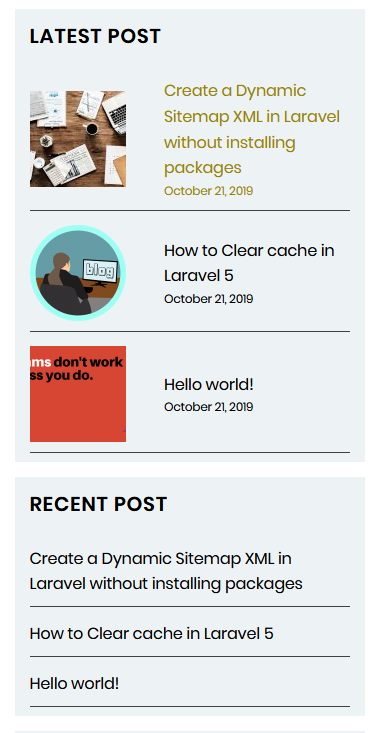 LATEST POST
Create a Dynamic
Sitemap XML in Laravel
without installing
packages
October 21, 2019
blog
How to Clear cache in
Laravel 5
October 21, 2019
ms don't work
ss you do.
Hello world!
October 21, 2019
RECENT POST
Create a Dynamic Sitemap XML in
Laravel without installing packages
How to Clear cache in Laravel 5
Hello world!